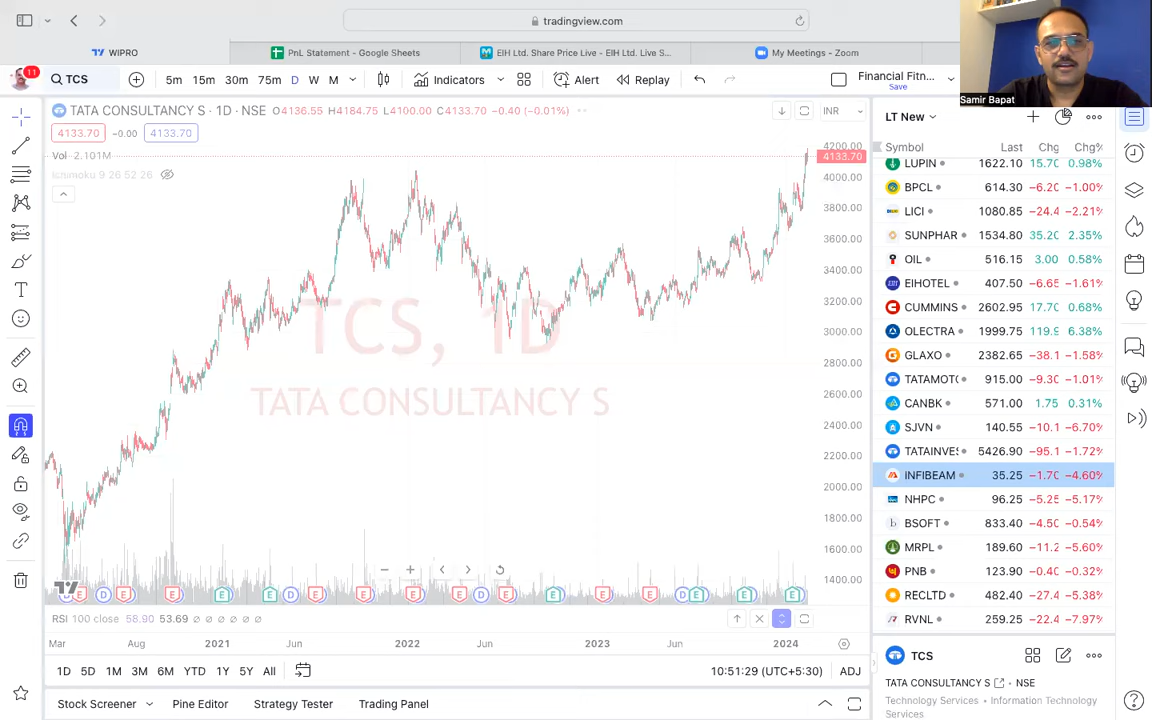 tradingview.com
WIPRO
PnL Statement - Google Sheets
EIH Ltd. Share Price Live - EIH Ltd. Live S...
My Meetings - Zoom
11
TCS
5m 15m 30m 75m D W M
Indicators
Alert
Replay
Financial Fitn...
Save
Samir Bapat
TATA CONSULTANCY S · 1D · NSE O4136.55 H4184.75 L4100.00 C4133.70 −0.40 (−0.01%)
INR
4133.70 −0.00 4133.70
Vol 2.101M
Ichimoku 9 26 52 26
4200.00
4133.70
4000.00
3800.00
3600.00
3400.00
3200.00
3000.00
2800.00
2600.00
2400.00
2200.00
2000.00
1800.00
1600.00
1400.00
TCS, 1D
TATA CONSULTANCY S
RSI 100 close 58.90 53.69
Mar Aug 2021 Jun 2022 Jun 2023 Jun 2024
1D 5D 1M 3M 6M YTD 1Y 5Y All
10:51:29 (UTC+5:30) ADJ
Stock Screener Pine Editor Strategy Tester Trading Panel
LT New
Symbol Last Chg Chg%
LUPIN 1622.10 15.70 0.98%
BPCL 614.30 −6.20 −1.00%
LICI 1080.85 −24.4 −2.21%
SUNPHAR 1534.80 35.20 2.35%
OIL 516.15 3.00 0.58%
EIHOTEL 407.50 −6.65 −1.61%
CUMMINS 2602.95 17.70 0.68%
OLECTRA 1999.75 119.9 6.38%
GLAXO 2382.65 −38.1 −1.58%
TATAMOT 915.00 −9.30 −1.01%
CANBK 571.00 1.75 0.31%
SJVN 140.55 −10.1 −6.70%
TATAINVES 5426.90 −95.1 −1.72%
INFIBEAM 35.25 −1.70 −4.60%
NHPC 96.25 −5.25 −5.17%
BSOFT 833.40 −4.50 −0.54%
MRPL 189.60 −11.2 −5.60%
PNB 123.90 −0.40 −0.32%
RECLTD 482.40 −27.4 −5.38%
RVNL 259.25 −22.4 −7.97%
TCS
TATA CONSULTANCY S · NSE
Technology Services · Information Technology
Services